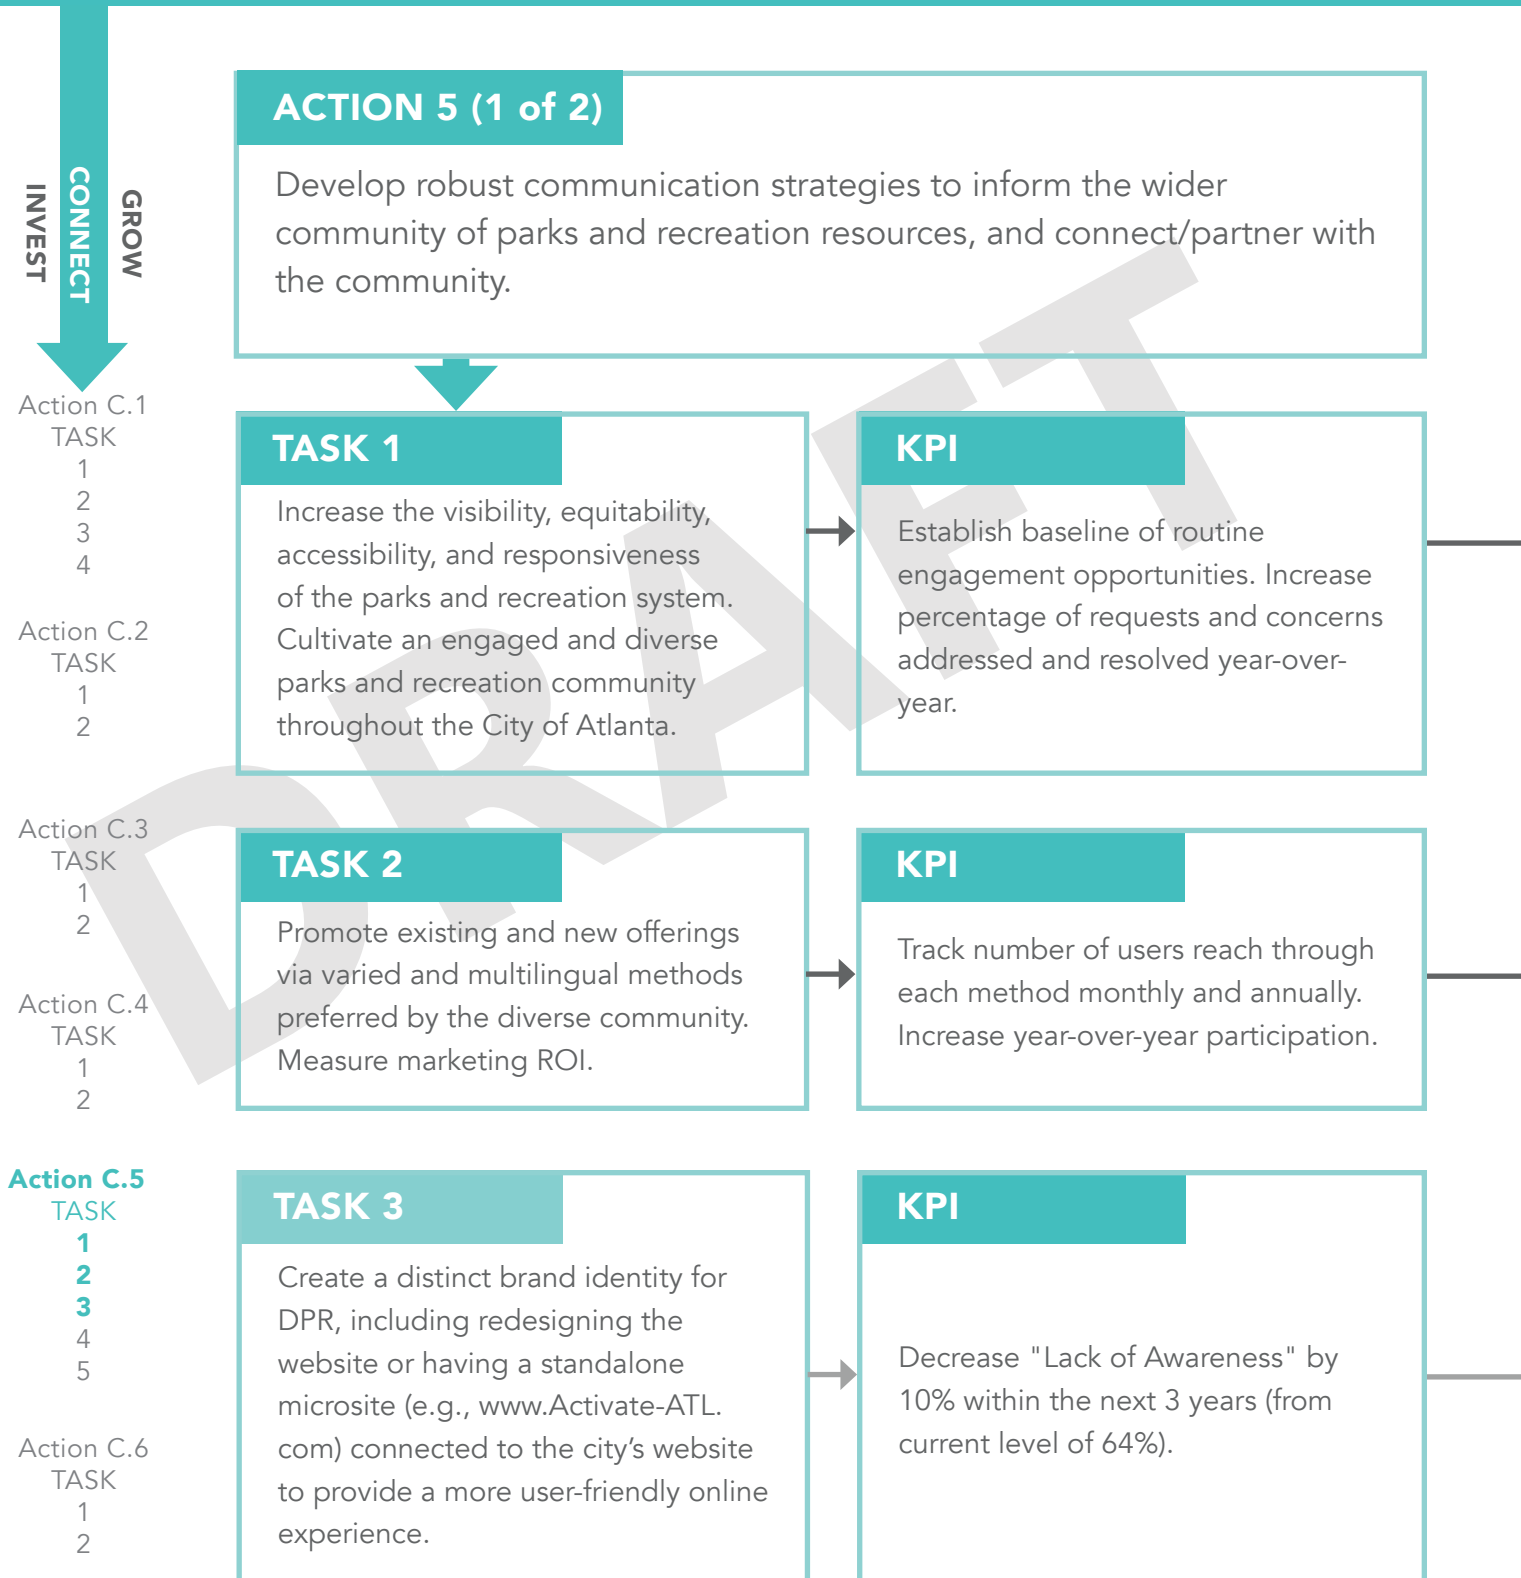 INVEST
CONNECT
GROW
Action C.1
TASK
1
2
3
4
Action C.2
TASK
1
2
Action C.3
TASK
1
2
Action C.4
TASK
1
2
Action C.5
TASK
1
2
3
4
5
Action C.6
TASK
1
2
ACTION 5 (1 of 2)
Develop robust communication strategies to inform the wider
community of parks and recreation resources, and connect/partner with
the community.
TASK 1
Increase the visibility, equitability,
accessibility, and responsiveness
of the parks and recreation system.
Cultivate an engaged and diverse
parks and recreation community
throughout the City of Atlanta.
KPI
Establish baseline of routine
engagement opportunities. Increase
percentage of requests and concerns
addressed and resolved year-over-
year.
TASK 2
Promote existing and new offerings
via varied and multilingual methods
preferred by the diverse community.
Measure marketing ROI.
KPI
Track number of users reach through
each method monthly and annually.
Increase year-over-year participation.
TASK 3
Create a distinct brand identity for
DPR, including redesigning the
website or having a standalone
microsite (e.g., www.Activate-ATL.
com) connected to the city’s website
to provide a more user-friendly online
experience.
KPI
Decrease "Lack of Awareness" by
10% within the next 3 years (from
current level of 64%).
DRAFT